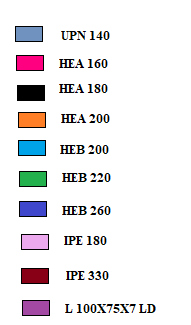 UPN 140
HEA 160
HEA 180
HEA 200
HEB 200
HEB 220
HEB 260
IPE 180
IPE 330
L 100X75X7 LD